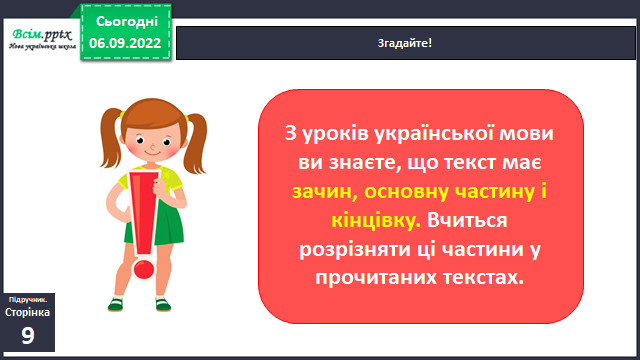 Всім.pptx
Нова українська школа
Сьогодні
06.09.2022
Згадайте!
З уроків української мови
ви знаєте, що текст має
зачин, основну частину і
кінцівку. Вчиться
розрізняти ці частини у
прочитаних текстах.
Підручник.
Сторінка
9